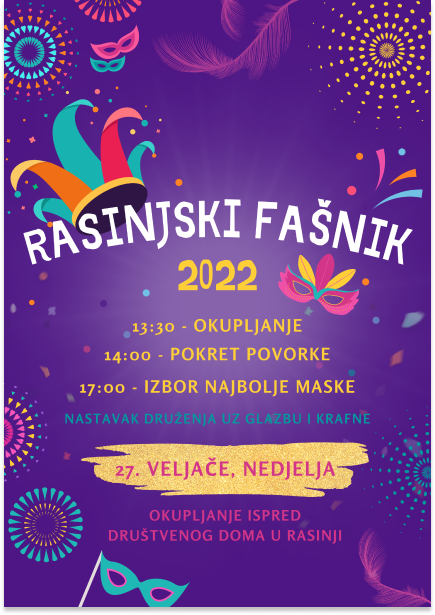 RASINJSKI FAŠNIK
2022
13:30 - OKUPLJANJE
14:00 - POKRET POVORKE
17:00 - IZBOR NAJBOLJE MASKE
NASTAVAK DRUŽENJA UZ GLAZBU I KRAFNE
27. VELJAČE, NEDJELJA
OKUPLJANJE ISPRED
DRUŠTVENOG DOMA U RASINJI